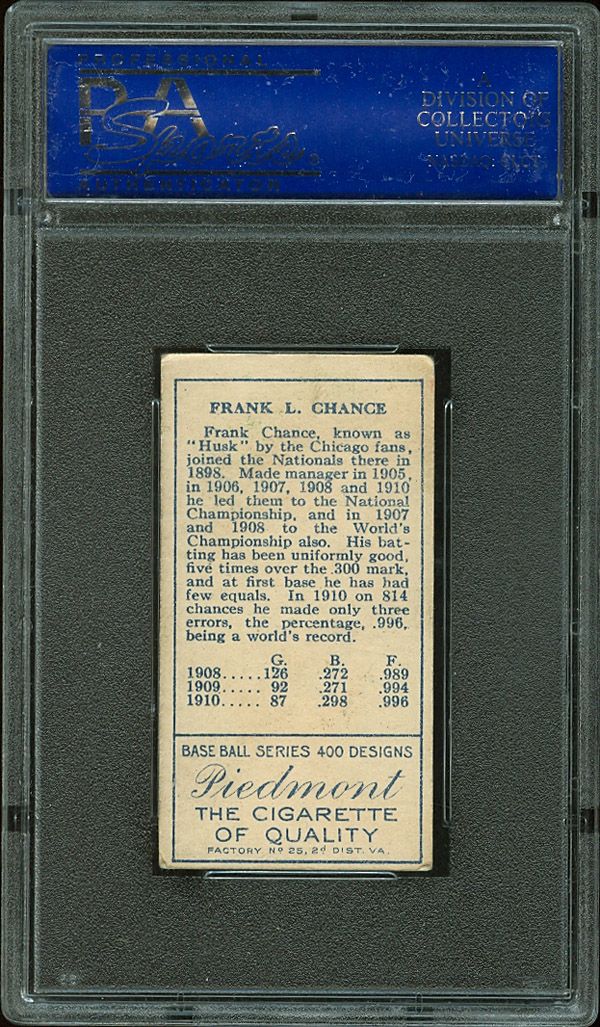 PROFESSIONAL
PSA
Sports
AUTHENTICATOR
A
DIVISION OF
COLLECTORS
UNIVERSE
NASDAQ: CLCT
FRANK L. CHANCE
Frank Chance, known as
"Husk" by the Chicago fans,
joined the Nationals there in
1898. Made manager in 1905,
in 1906, 1907, 1908 and 1910
he led them to the National
Championship, and in 1907
and 1908 to the World's
Championship also. His bat-
ting has been uniformly good,
five times over the .300 mark,
and at first base he has had
few equals. In 1910 on 814
chances he made only three
errors, the percentage, .996,
being a world's record.
G. B. F.
1908.....126 .272 .989
1909..... 92 .271 .994
1910..... 87 .298 .996
BASE BALL SERIES 400 DESIGNS
Piedmont
THE CIGARETTE
OF QUALITY
FACTORY No 25, 2d DIST. VA.